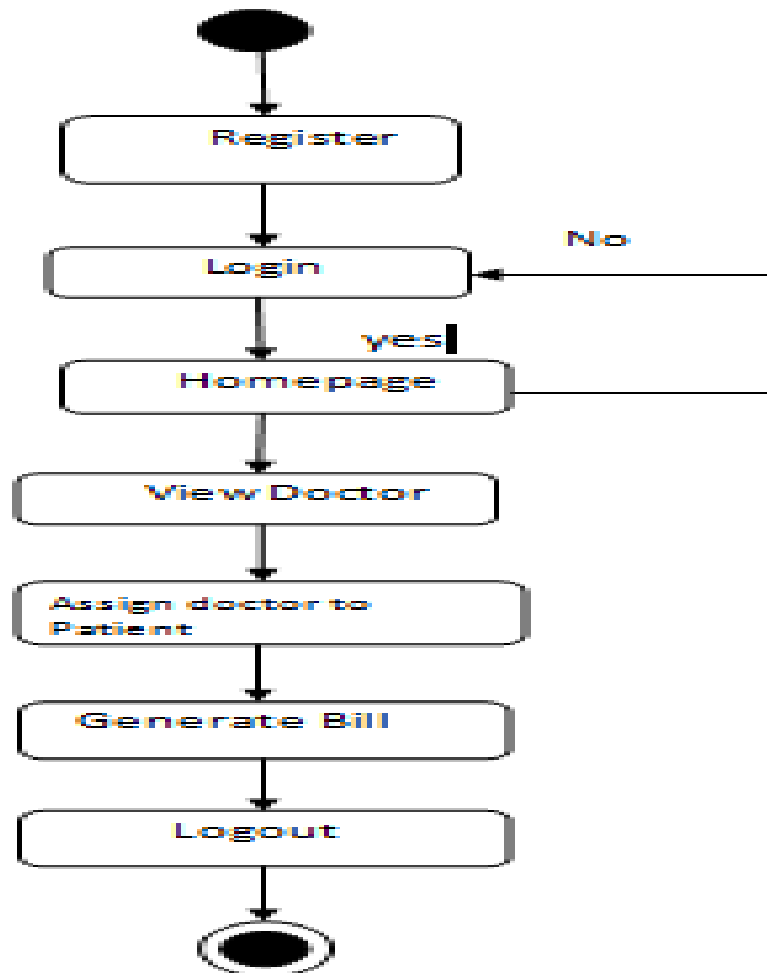 Register
No
Login
yes
Homepage
View Doctor
Assign doctor to
Patient
Generate Bill
Logout